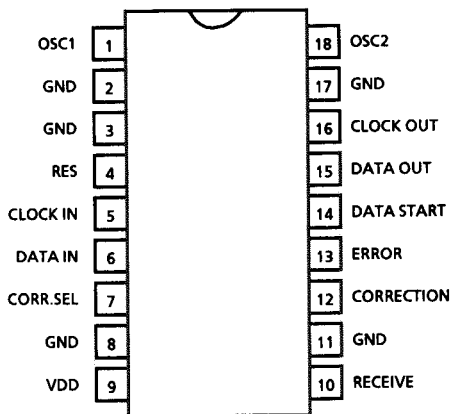 OSC1 1 18 OSC2
GND 2 17 GND
GND 3 16 CLOCK OUT
RES 4 15 DATA OUT
CLOCK IN 5 14 DATA START
DATA IN 6 13 ERROR
CORR.SEL 7 12 CORRECTION
GND 8 11 GND
VDD 9 10 RECEIVE